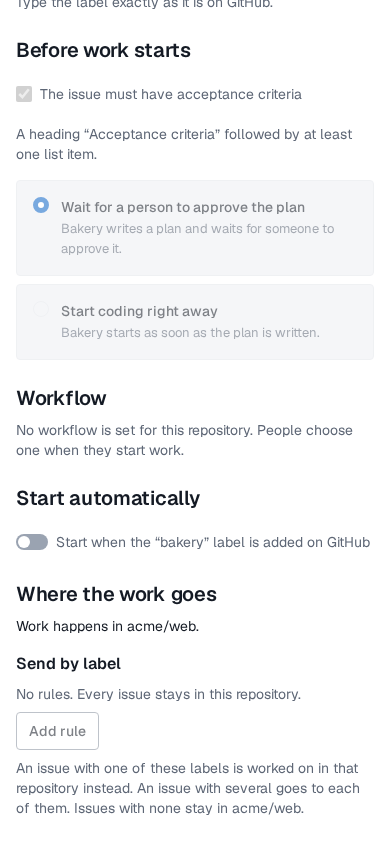 Type the label exactly as it is on GitHub.
Before work starts
The issue must have acceptance criteria
A heading “Acceptance criteria” followed by at least
one list item.
Wait for a person to approve the plan
Bakery writes a plan and waits for someone to
approve it.
Start coding right away
Bakery starts as soon as the plan is written.
Workflow
No workflow is set for this repository. People choose
one when they start work.
Start automatically
Start when the “bakery” label is added on GitHub
Where the work goes
Work happens in acme/web.
Send by label
No rules. Every issue stays in this repository.
Add rule
An issue with one of these labels is worked on in that
repository instead. An issue with several goes to each
of them. Issues with none stay in acme/web.